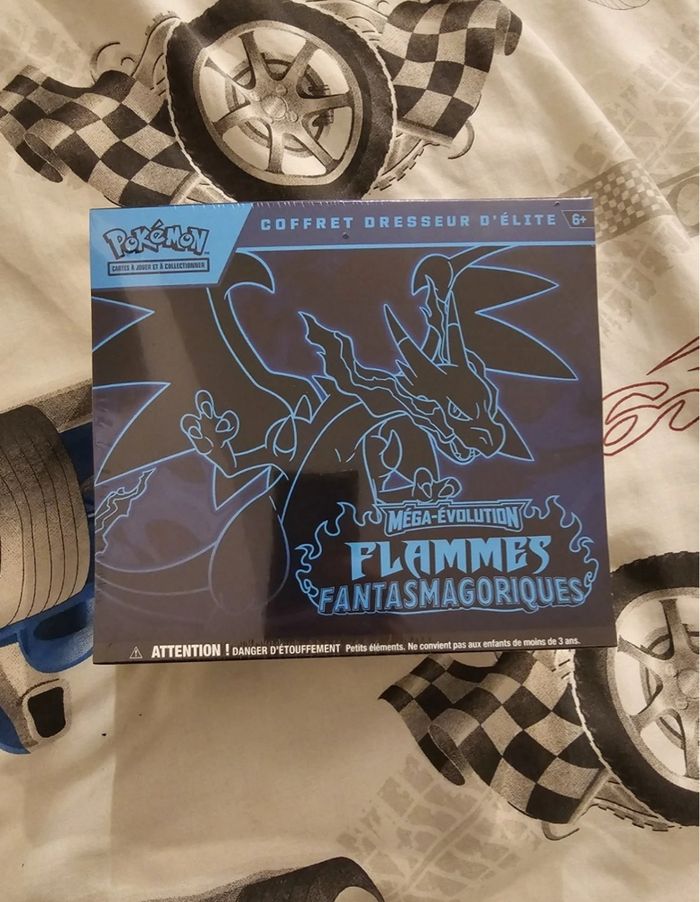 COFFRET DRESSEUR D'ÉLITE 6+
POKéMON
CARTES À JOUER ET À COLLECTIONNER
MÉGA-ÉVOLUTION
FLAMMES
FANTASMAGORIQUES
⚠ ATTENTION ! DANGER D'ÉTOUFFEMENT Petits éléments. Ne convient pas aux enfants de moins de 3 ans.